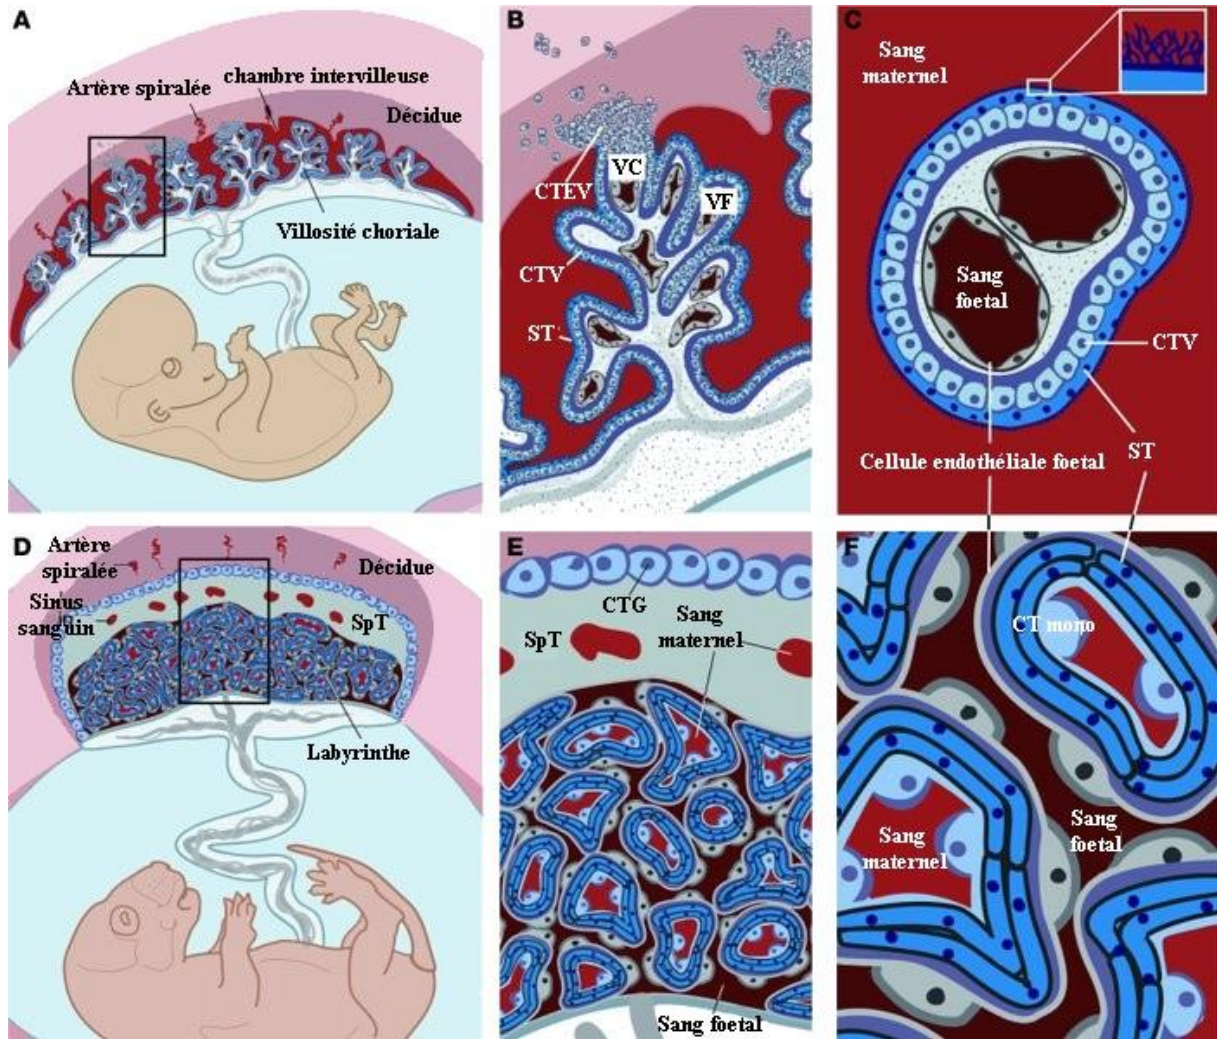 A
Artère spiralée
chambre intervilleuse
Décidue
Villosité choriale
B
VC
CTEV
VF
CTV
ST
C
Sang
maternel
Sang
foetal
CTV
ST
Cellule endothéliale foetal
D
Artère
spiralée
Décidue
Sinus
sanguin
SpT
Labyrinthe
E
CTG
SpT
Sang
maternel
Sang foetal
F
CT mono
Sang
maternel
Sang
foetal